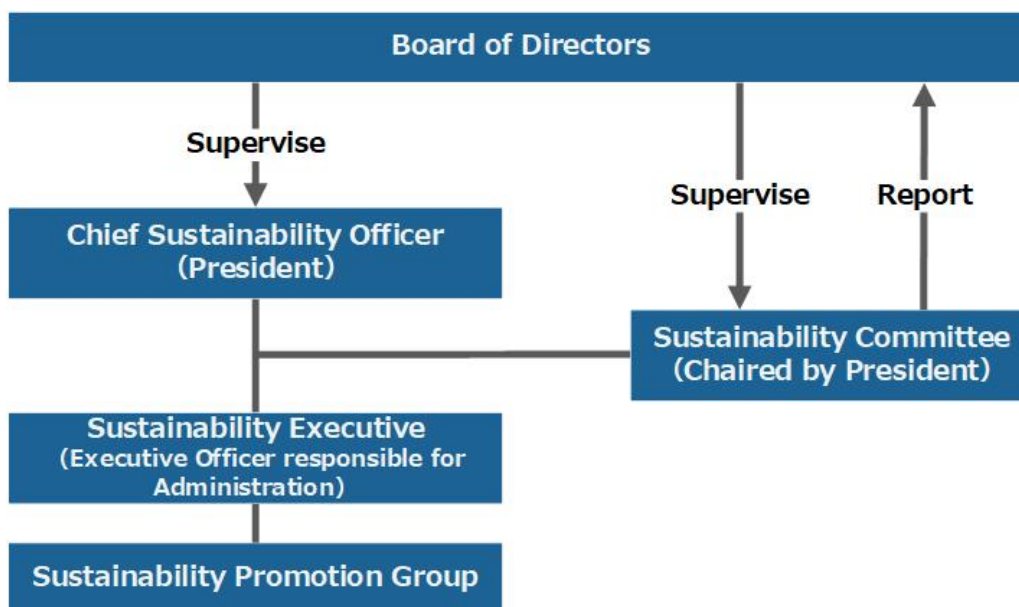 Board of Directors
Supervise
Supervise
Report
Chief Sustainability Officer
(President)
Sustainability Committee
(Chaired by President)
Sustainability Executive
(Executive Officer responsible for
Administration)
Sustainability Promotion Group